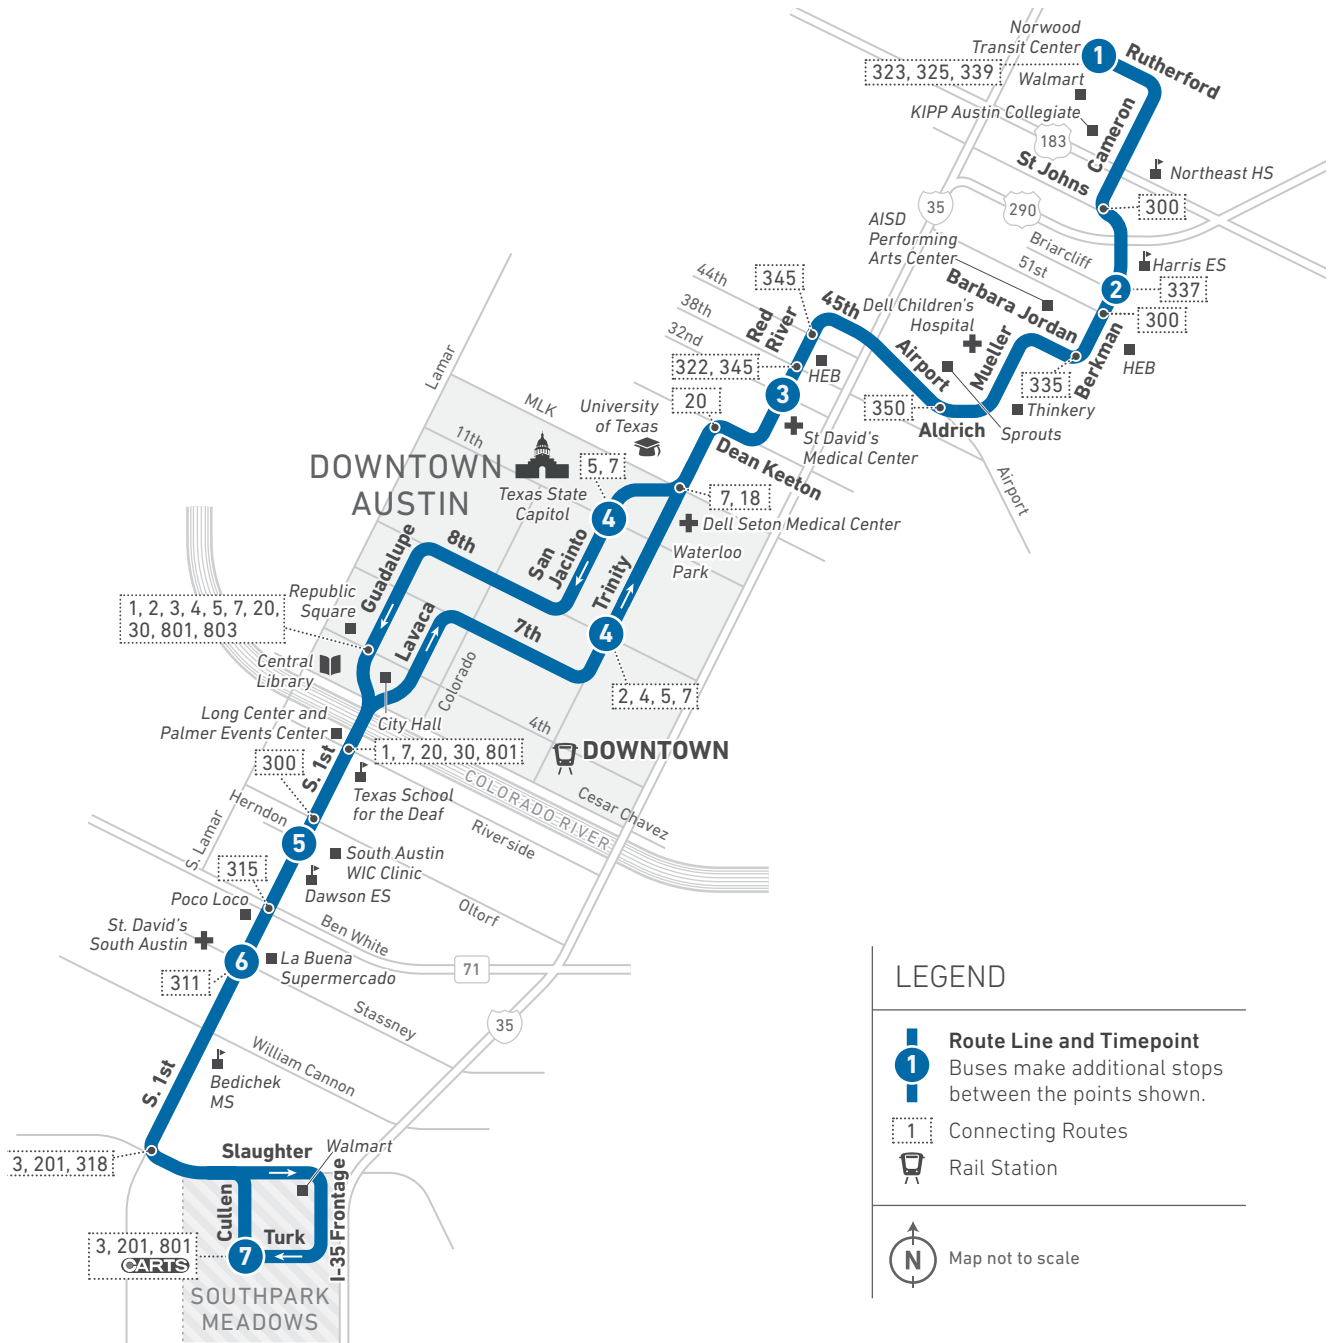 Norwood
Transit Center
1
Rutherford
323, 325, 339
Walmart
KIPP Austin Collegiate
Cameron
183
St Johns
Northeast HS
300
35
290
AISD
Performing
Arts Center
Briarcliff
51st
Harris ES
2
337
Barbara Jordan
300
44th
345
45th
Dell Children's
Hospital
38th
Red
River
32nd
Airport
Mueller
Berkman
HEB
322, 345
HEB
335
Lamar
3
20
350
Thinkery
Aldrich
Sprouts
MLK
University
of Texas
St David's
Medical Center
11th
Dean Keeton
Airport
DOWNTOWN
AUSTIN
5, 7
Texas State
Capitol
7, 18
4
Dell Seton Medical Center
Guadalupe
8th
San
Jacinto
Waterloo
Park
Trinity
Republic
Square
1, 2, 3, 4, 5, 7, 20,
30, 801, 803
Lavaca
7th
4
Central
Library
Colorado
2, 4, 5, 7
Long Center and
Palmer Events Center
City Hall
4th
DOWNTOWN
1, 7, 20, 30, 801
300
S. 1st
Texas School
for the Deaf
COLORADO RIVER
Cesar Chavez
Herndon
Riverside
S. Lamar
5
South Austin
WIC Clinic
315
Dawson ES
Poco Loco
Oltorf
St. David's
South Austin
Ben White
6
La Buena
Supermercado
71
311
Stassney
35
William Cannon
S. 1st
Bedichek
MS
Slaughter
Walmart
3, 201, 318
Cullen
Turk
I-35 Frontage
3, 201, 801
CARTS
7
SOUTHPARK
MEADOWS
LEGEND
Route Line and Timepoint
1
Buses make additional stops
between the points shown.
1
Connecting Routes
Rail Station
N
Map not to scale